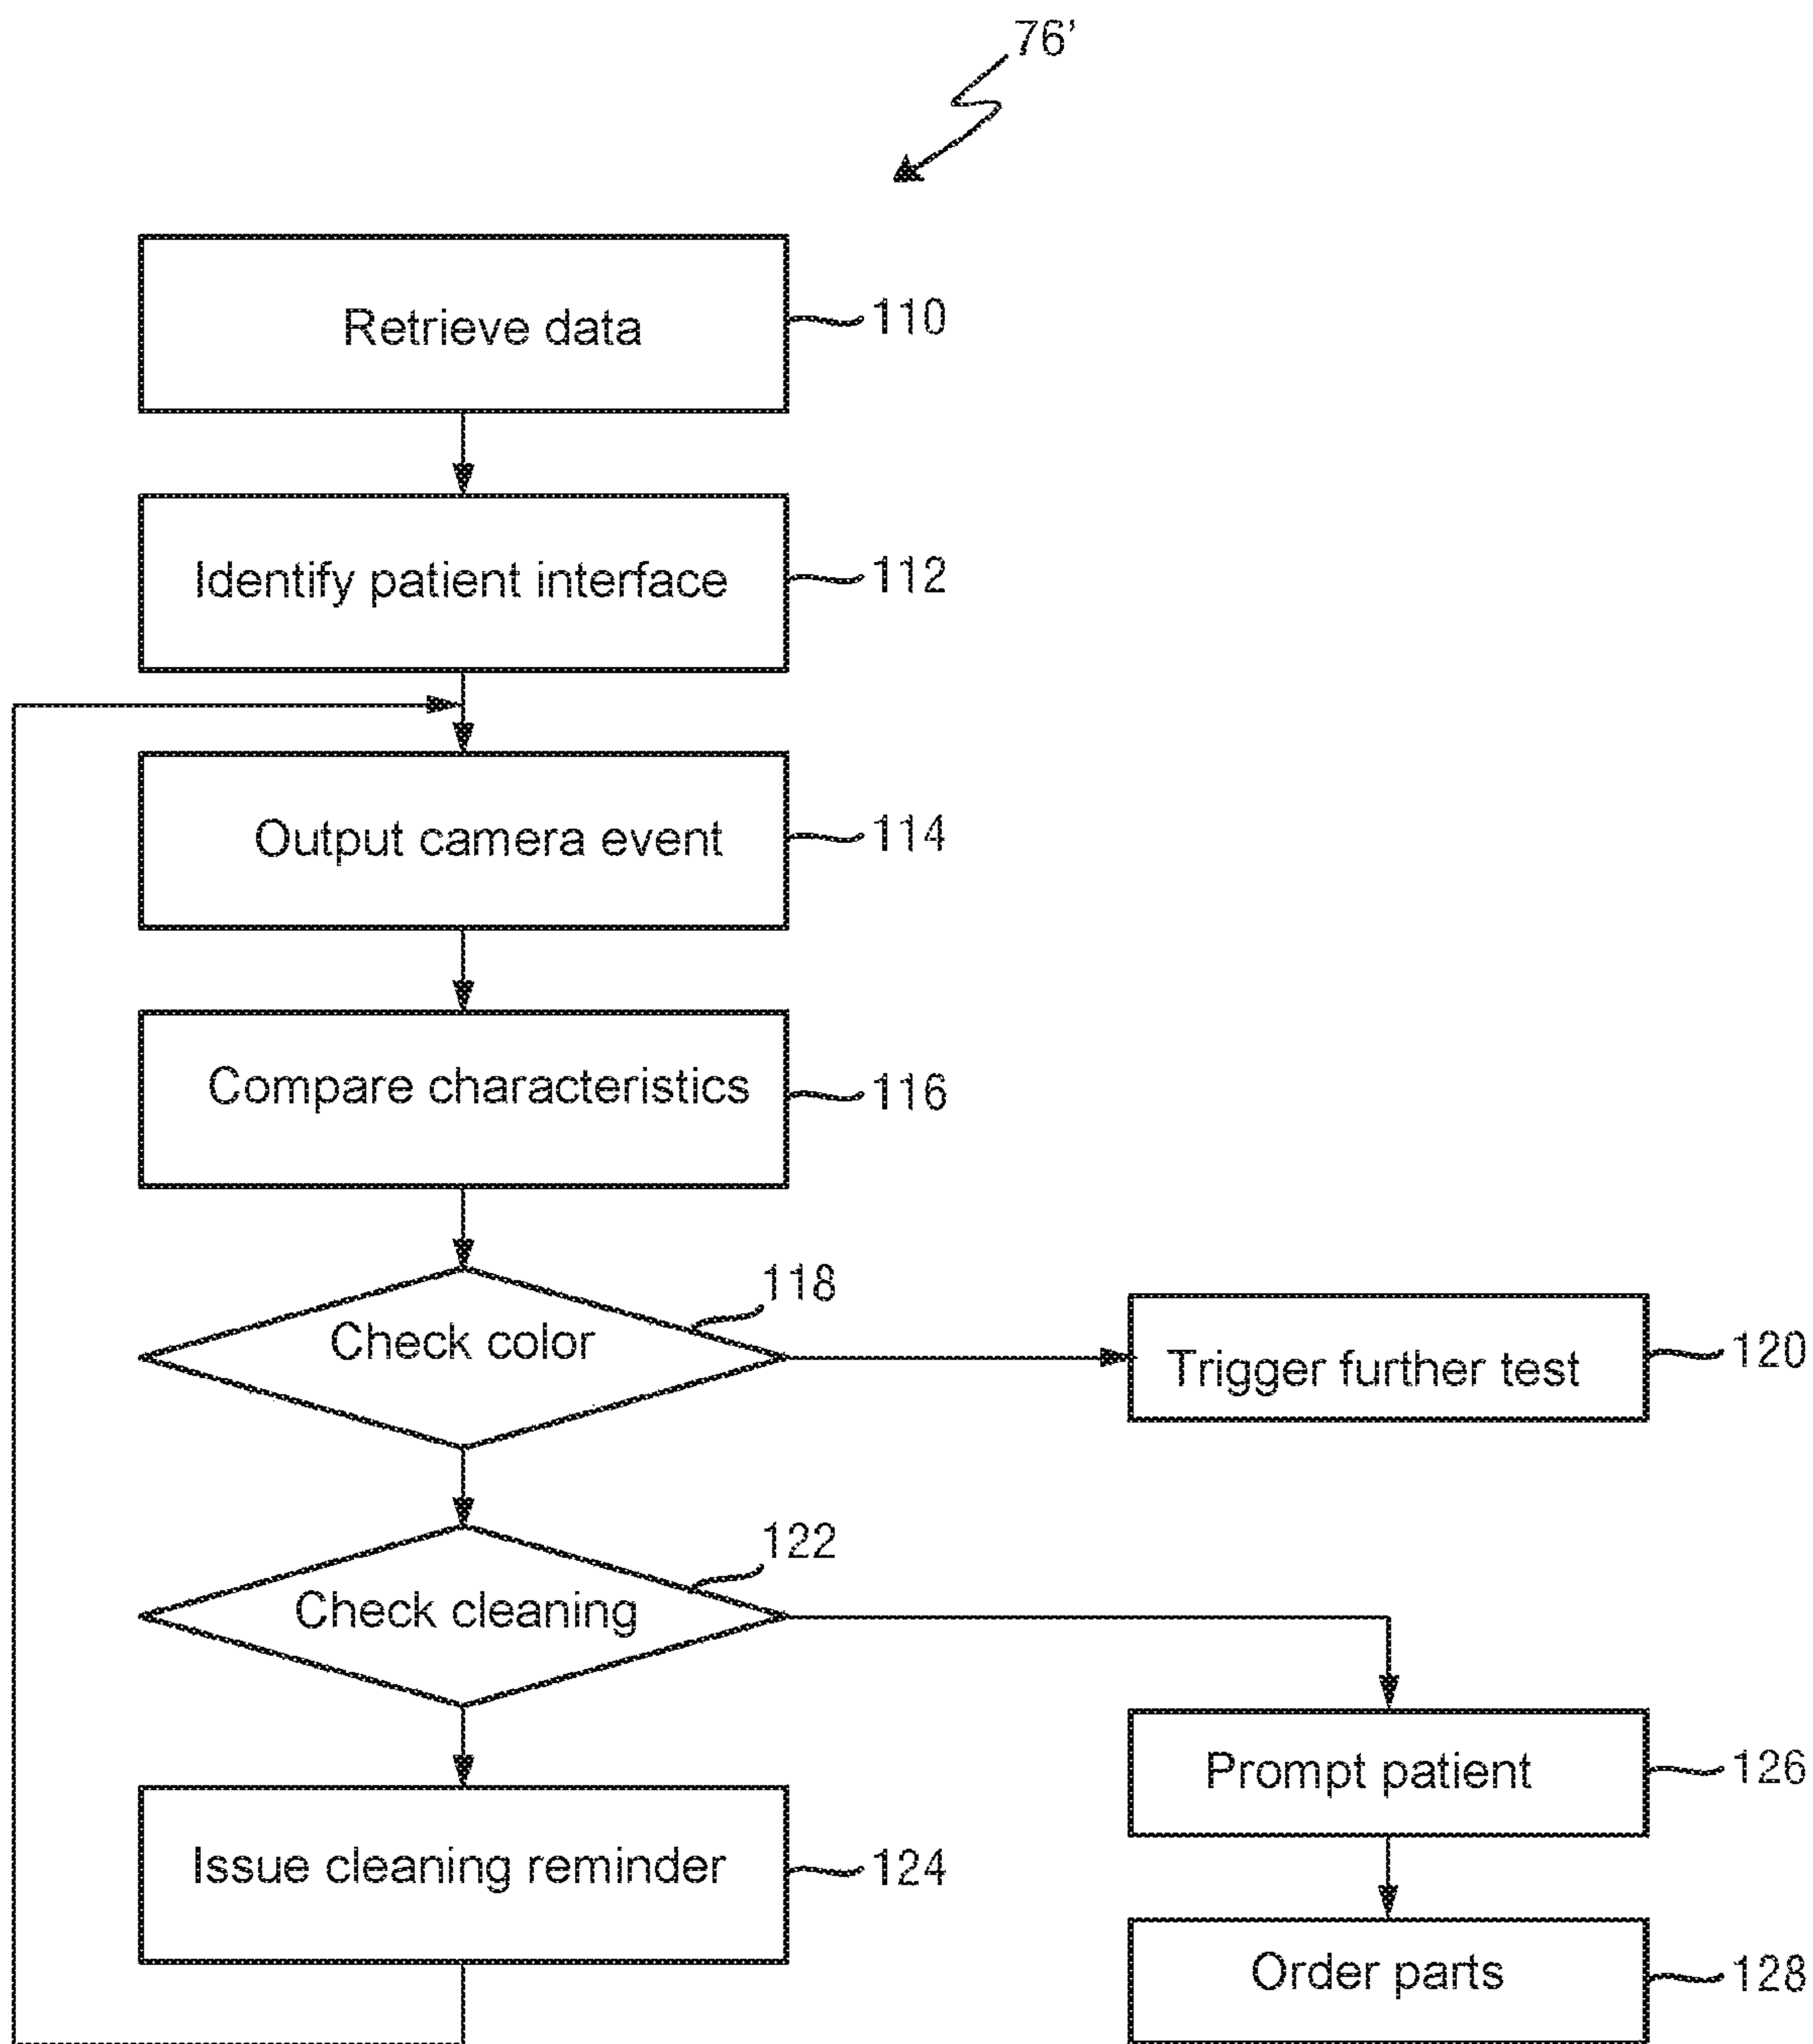 76'
Retrieve data
110
Identify patient interface
112
Output camera event
114
Compare characteristics
116
118
Check color
Trigger further test
120
122
Check cleaning
Prompt patient
126
Issue cleaning reminder
124
Order parts
128